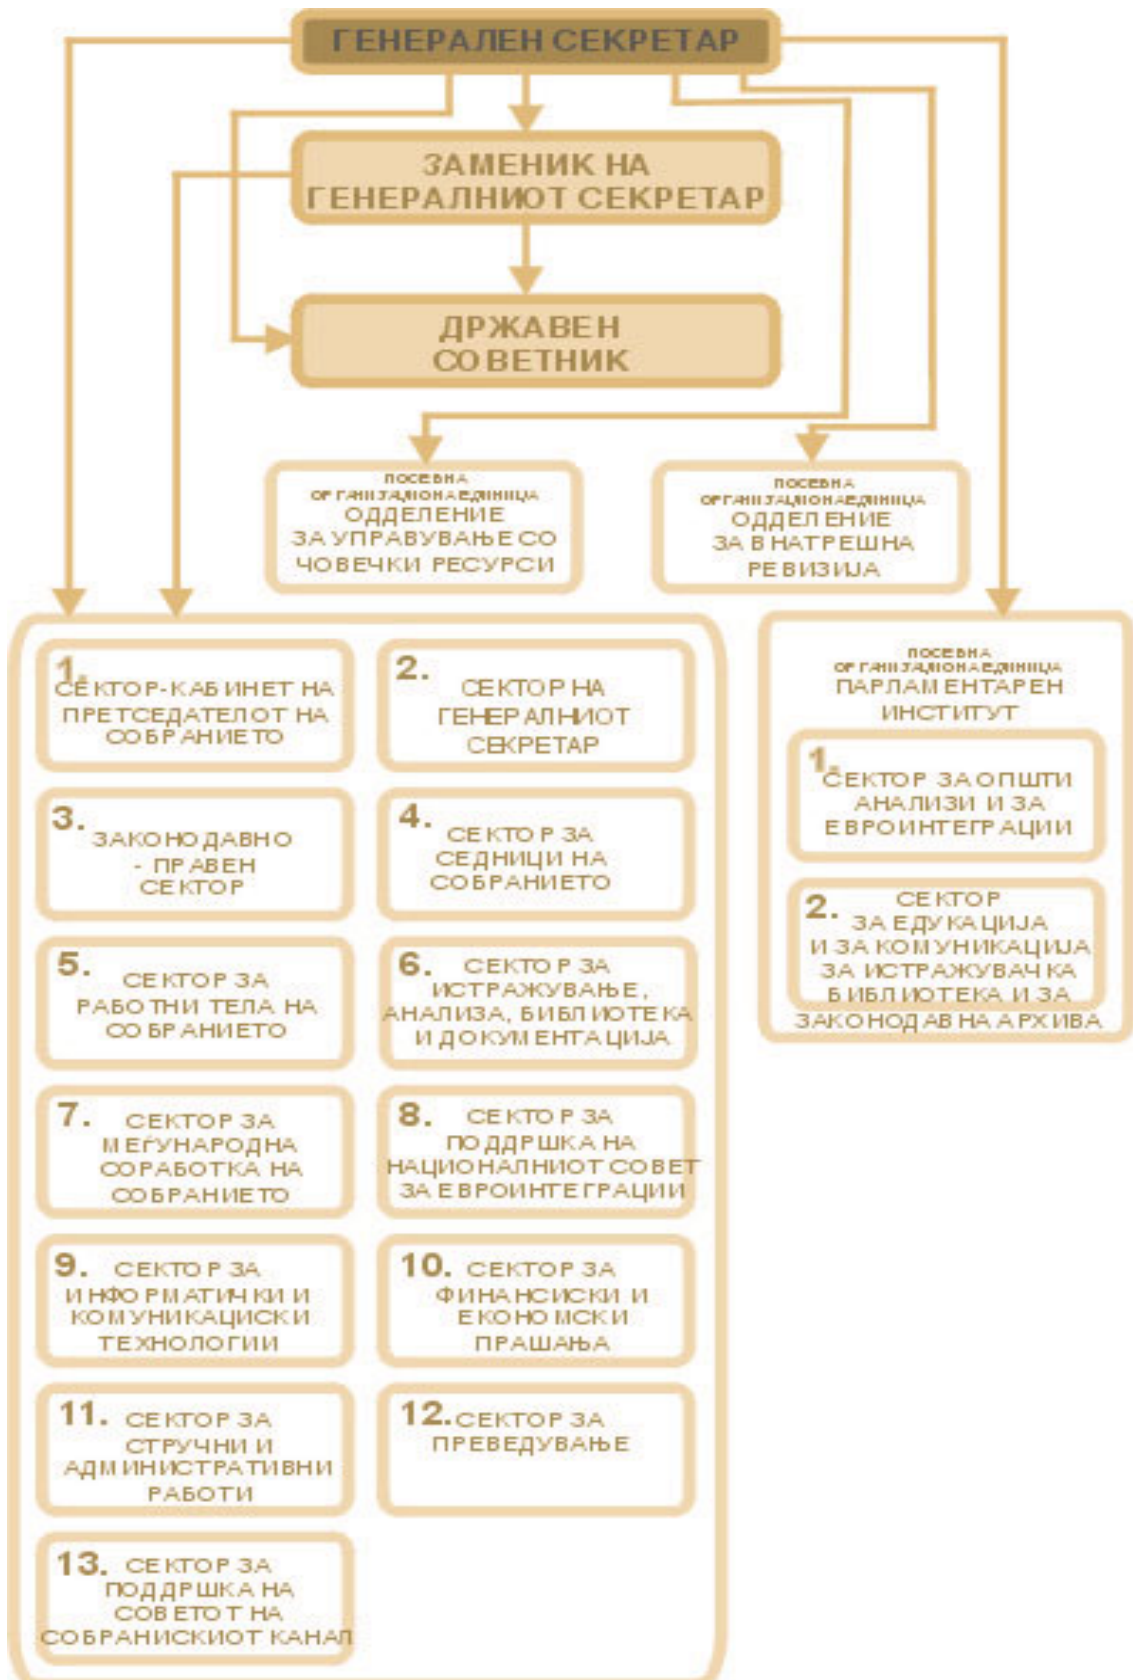 ГЕНЕРАЛЕН СЕКРЕТАР
ЗАМЕНИК НА
ГЕНЕРАЛНИОТ СЕКРЕТАР
ДРЖАВЕН
СОВЕТНИК
ПОСЕБНА
ОРГАНИЗАЦИОНА ЕДИНИЦА
ОДДЕЛЕНИЕ
ЗА УПРАВУВАЊЕ СО
ЧОВЕЧКИ РЕСУРСИ
ПОСЕБНА
ОРГАНИЗАЦИОНА ЕДИНИЦА
ОДДЕЛЕНИЕ
ЗА ВНАТРЕШНА
РЕВИЗИЈА
1.
СЕКТОР-КАБИНЕТ НА
ПРЕТСЕДАТЕЛОТ НА
СОБРАНИЕТО
2.
СЕКТОР НА
ГЕНЕРАЛНИОТ
СЕКРЕТАР
3.
ЗАКОНОДАВНО
- ПРАВЕН
СЕКТОР
4. СЕКТОР ЗА
СЕДНИЦИ НА
СОБРАНИЕТО
5. СЕКТОР ЗА
РАБОТНИ ТЕЛА НА
СОБРАНИЕТО
6. СЕКТОР ЗА
ИСТРАЖУВАЊЕ,
АНАЛИЗА, БИБЛИОТЕКА
И ДОКУМЕНТАЦИЈА
7. СЕКТОР ЗА
МЕЃУНАРОДНА
СОРАБОТКА НА
СОБРАНИЕТО
8. СЕКТОР ЗА
ПОДДРШКА НА
НАЦИОНАЛНИОТ СОВЕТ
ЗА ЕВРОИНТЕГРАЦИИ
9. СЕКТОР ЗА
ИНФОРМАТИЧКИ И
КОМУНИКАЦИСКИ
ТЕХНОЛОГИИ
10. СЕКТОР ЗА
ФИНАНСИСКИ И
ЕКОНОМСКИ
ПРАШАЊА
11. СЕКТОР ЗА
СТРУЧНИ И
АДМИНИСТРАТИВНИ
РАБОТИ
12. СЕКТОР ЗА
ПРЕВЕДУВАЊЕ
13. СЕКТОР ЗА
ПОДДРШКА НА
СОВЕТОТ НА
СОБРАНИСКИОТ КАНАЛ
ПОСЕБНА
ОРГАНИЗАЦИОНА ЕДИНИЦА
ПАРЛАМЕНТАРЕН
ИНСТИТУТ
1.
СЕКТОР ЗА ОПШТИ
АНАЛИЗИ И ЗА
ЕВРОИНТЕГРАЦИИ
2. СЕКТОР
ЗА ЕДУКАЦИЈА
И ЗА КОМУНИКАЦИЈА
ЗА ИСТРАЖУВАЧКА
БИБЛИОТЕКА И ЗА
ЗАКОНОДАВНА АРХИВА